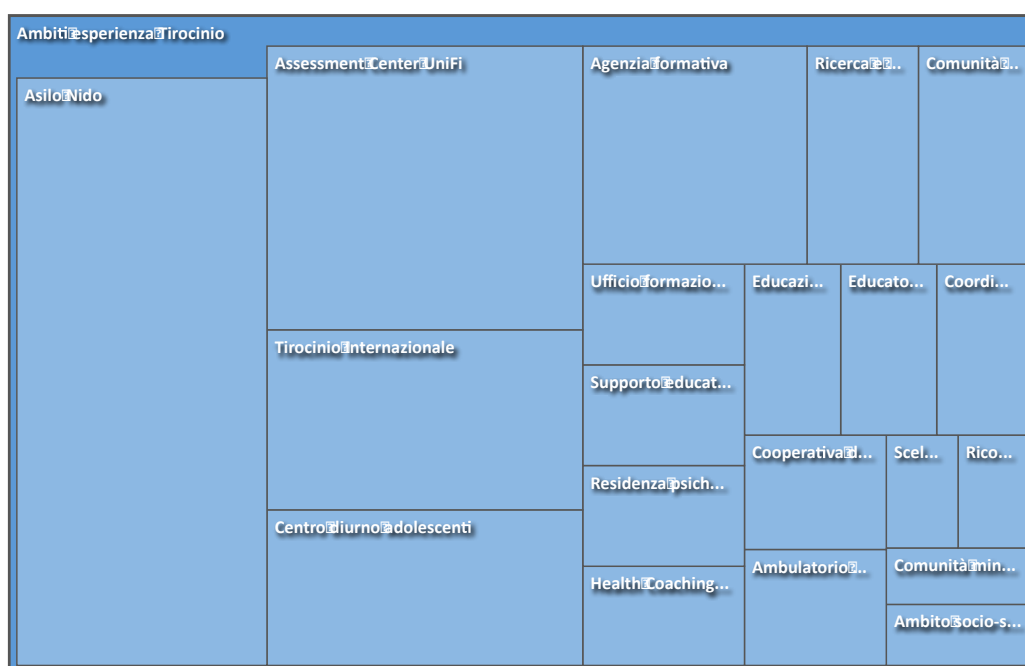 Ambiti esperienza Tirocinio
Asilo Nido
Assessment Center UniFi
Tirocinio Internazionale
Centro diurno adolescenti
Agenzia formativa
Ricerca e ...
Comunità ...
Ufficio formazio...
Educazi...
Educato...
Coordi...
Supporto educat...
Residenza psich...
Health Coaching...
Cooperativa d...
Scel...
Rico...
Ambulatorio ...
Comunità min...
Ambito socio-s...